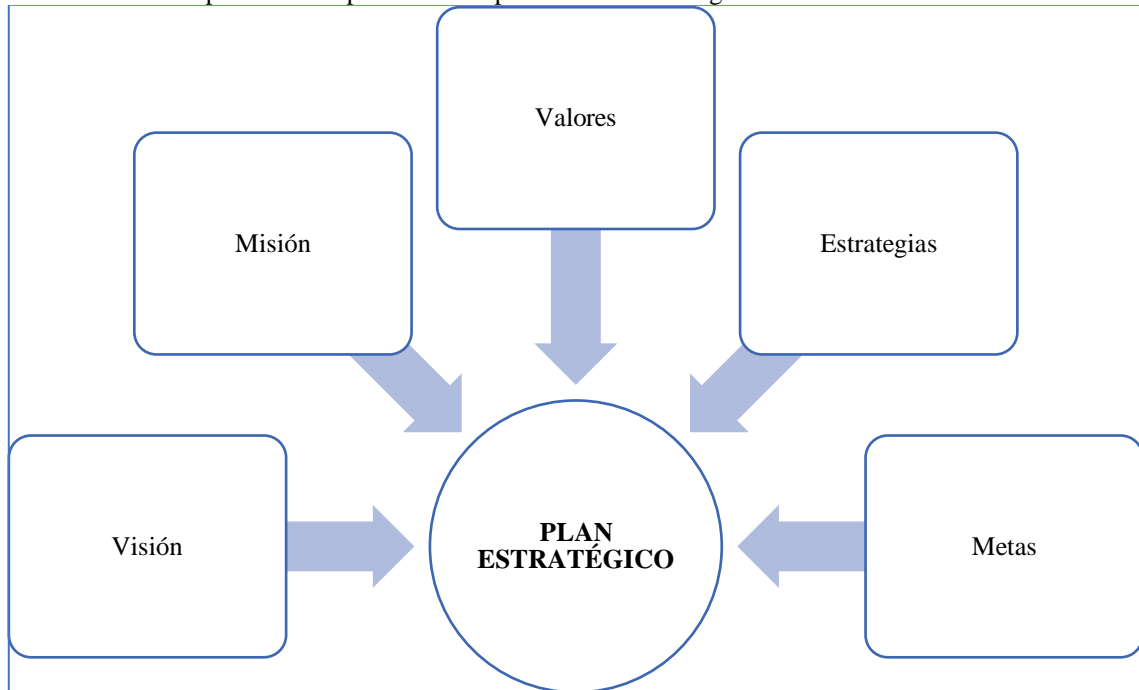 Valores
Misión
Estrategias
Visión
PLAN
ESTRATÉGICO
Metas